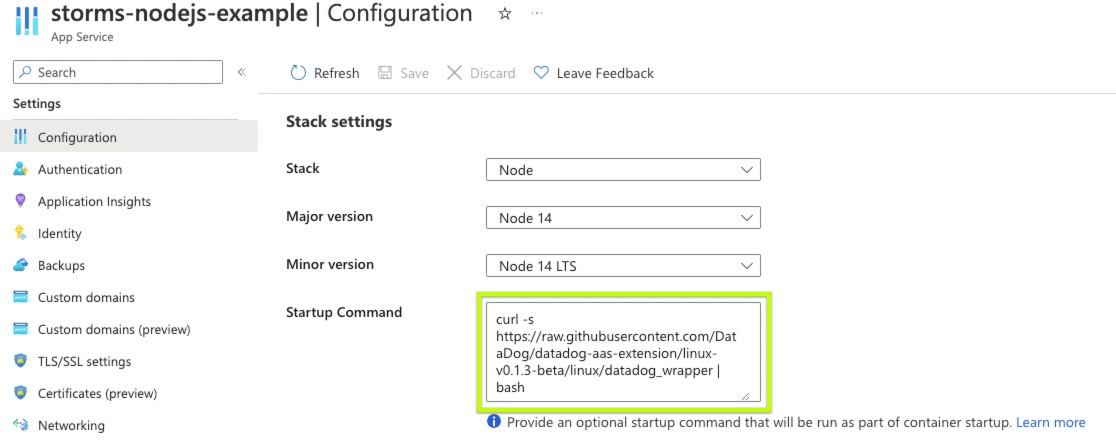 storms-nodejs-example | Configuration
App Service
Search
Refresh
Save
Discard
Leave Feedback
Settings
Configuration
Authentication
Application Insights
Identity
Backups
Custom domains
Custom domains (preview)
TLS/SSL settings
Certificates (preview)
Networking
Stack settings
Stack
Node
Major version
Node 14
Minor version
Node 14 LTS
Startup Command
curl -s
https://raw.githubusercontent.com/Dat
aDog/datadog-aas-extension/linux-
v0.1.3-beta/linux/datadog_wrapper |
bash
Provide an optional startup command that will be run as part of container startup. Learn more